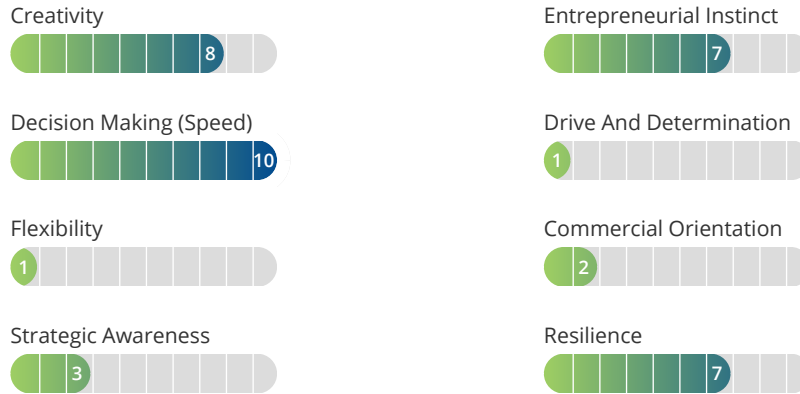 Creativity
8
Decision Making (Speed)
10
Flexibility
1
Strategic Awareness
3
Entrepreneurial Instinct
7
Drive And Determination
1
Commercial Orientation
2
Resilience
7